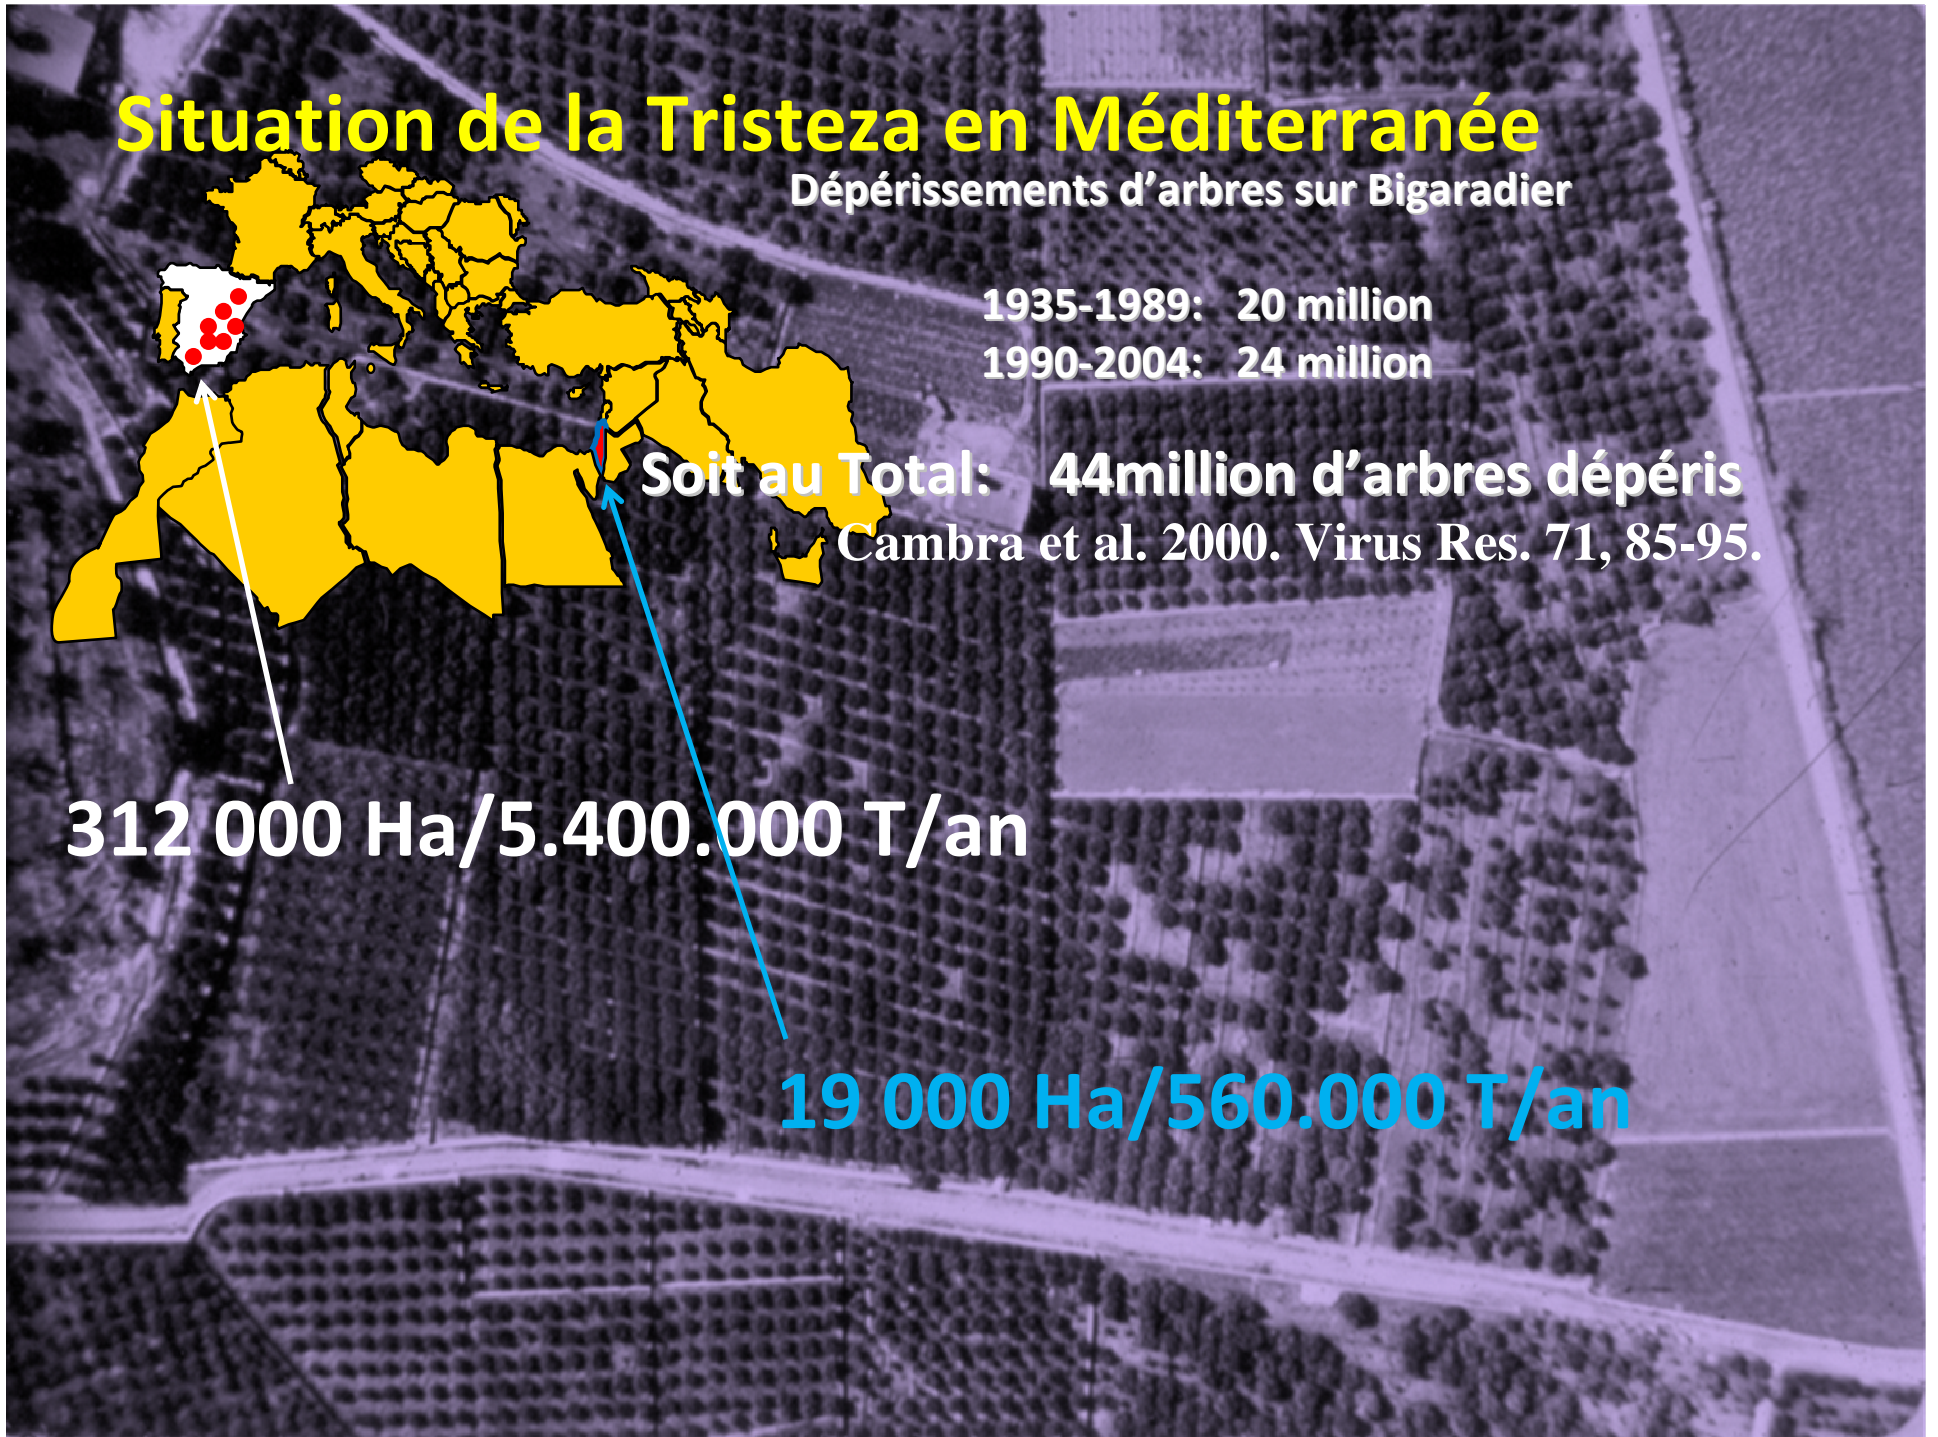 Situation de la Tristeza en Méditerranée
Dépérissements d’arbres sur Bigaradier
1935-1989: 20 million
1990-2004: 24 million
Soit au Total: 44million d’arbres dépéris
Cambra et al. 2000. Virus Res. 71, 85-95.
312 000 Ha/5.400.000 T/an
19 000 Ha/560.000 T/an